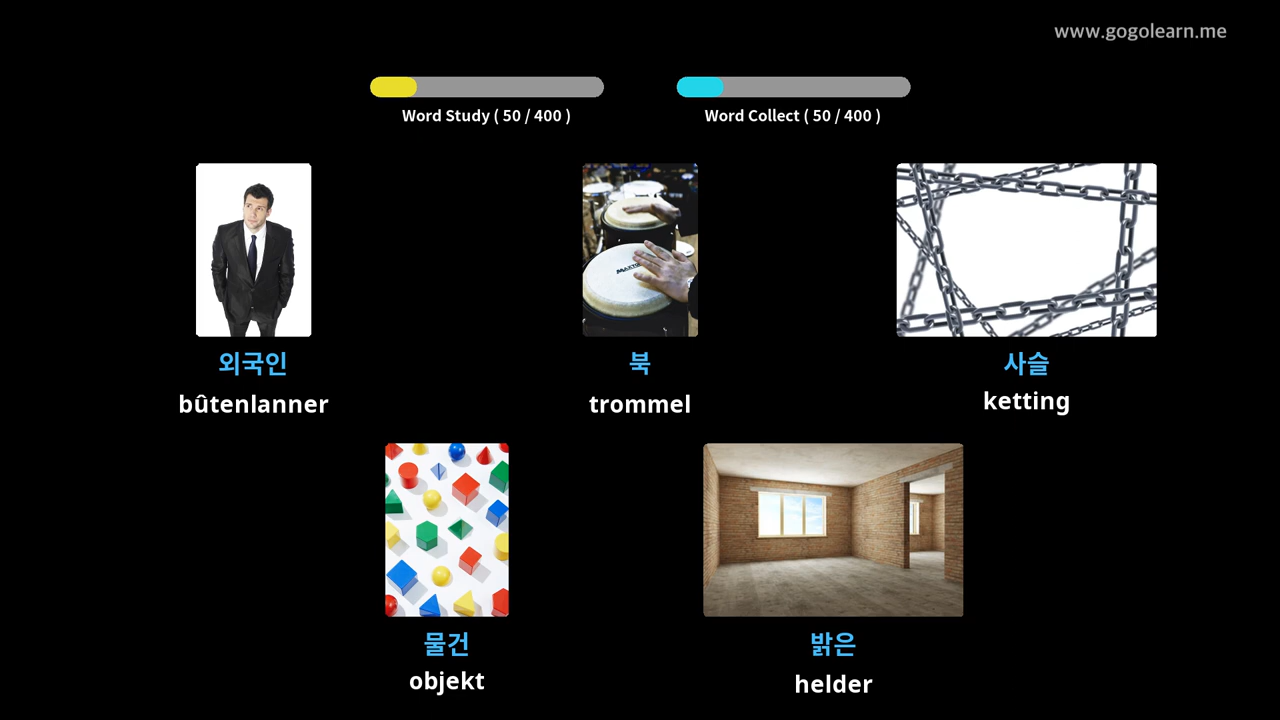 www.gogolearn.me
Word Study ( 50 / 400 )
Word Collect ( 50 / 400 )
외국인
bûtenlanner
북
trommel
사슬
ketting
물건
objekt
밝은
helder